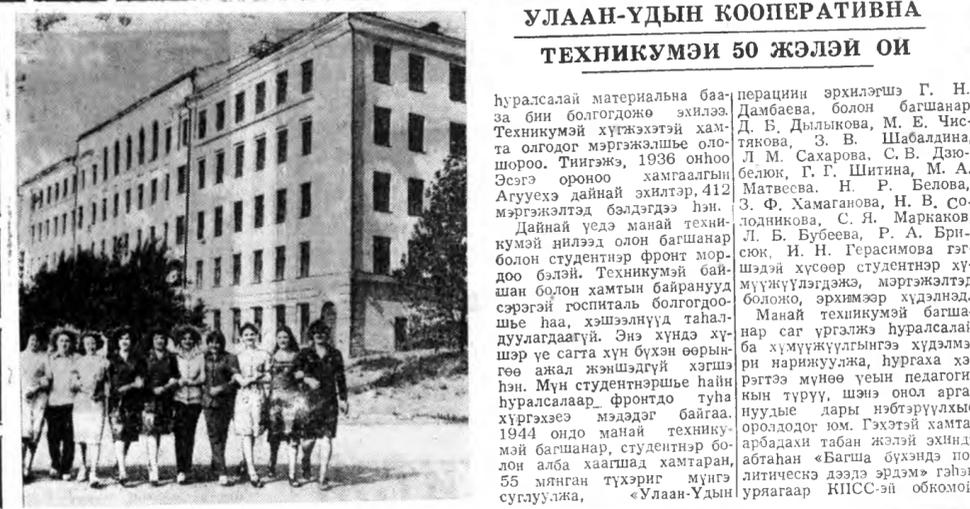 УЛААН-ҮДЫН КООПЕРАТИВНА
ТЕХНИКУМЭЙ 50 ЖЭЛЭЙ ОЙ
һуралсалай материальна баа-
за бии болгогдожо эхилээ.
Техникумэй хүгжэхэтэй хам-
та олгодог мэргэжэлшье оло-
шороо. Тиигэжэ, 1936 онһоо
Эсэгэ ороноо хамгаалгын
Агууехэ дайнай эхилтэр, 412
мэргэжэлтэд бэлдэгдээ һэн.
Дайнай үедэ манай техни-
кумэй нилээд олон багшанар
болон студентнэр фронт мор-
доо бэлэй. Техникумэй бай-
шан болон хамтын байранууд
сэрэгэй госпиталь болгогдоо-
шье һаа, хэшээлнүүд таһал-
дуулагдаагүй. Энэ хүндэ хү-
шэр үе сагта хүн бүхэн өөрын-
гөө ажал жэншэдгүй хэгшэ
һэн. Мүн студентнэршье һайн
һуралсалаар фронтдо туһа
хүргэхэеэ мэдэдэг байгаа.
1944 ондо манай технику-
мэй багшанар, студентнэр бо-
лон алба хаагшад хамтаран,
55 мянган түхэриг мүнгэ
суглуулжа, «Улаан-Үдын
перациин эрхилэгшэ Г. Н.
Дамбаева, болон багшанар
Д. Б. Дылыкова, М. Е. Чис-
тякова, З. В. Шабалдина,
Л. М. Сахарова, С. В. Дзю-
белюк, Г. Г. Шитина, М. А.
Матвеева. Н. Р. Белова,
З. Ф. Хамаганова, Н. В. Со-
лодникова, С. Я. Маркаков
Л. Б. Бубеева, Р. А. Бри-
сюк, И. Н. Герасимова гэг-
шэдэй хүсөөр студентнэр хү-
мүүжүүлэгдэжэ, мэргэжэлтэд
боложо, эрхимээр хүдэлнэд.
Манай техникумэй багша-
нар саг үргэлжэ һуралсалай
ба хүмүүжүүлгынгээ хүдэлмэ-
ри нарижуулжа, һургаха хэ-
рэгтээ мүнөө үеын педагоги-
кын түрүү, шэнэ онол арга-
нуудые дары нэбтэрүүлхые
оролдодог юм. Гэхэтэй хамта
арбадахи табан жэлэй эхиндэ
абтаһан «Багша бүхэндэ по-
литическэ дээдэ эрдэм» гэһэн
уряагаар КПСС-эй обкомой